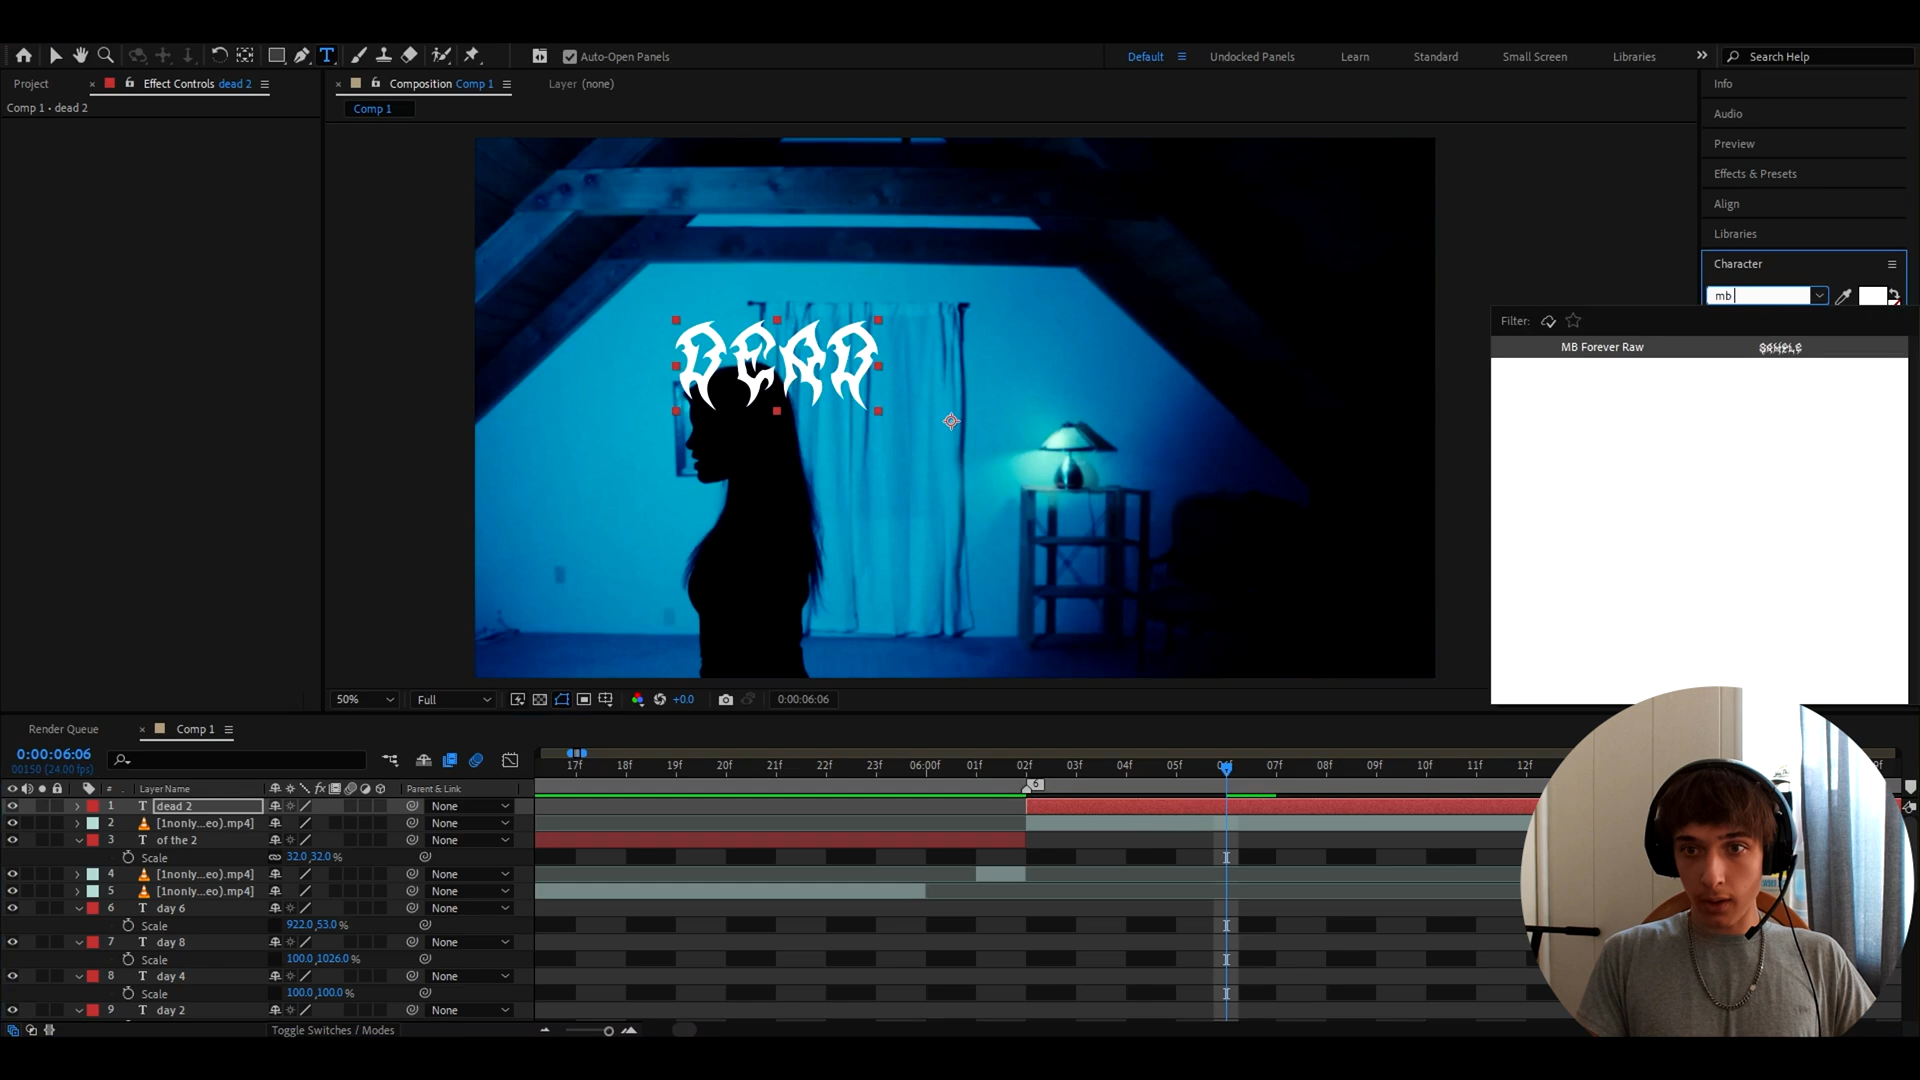 Auto-Open Panels
Default
Undocked Panels
Learn
Standard
Small Screen
Libraries
Search Help
Project
Effect Controls dead 2
Composition Comp 1
Layer (none)
Info
Comp 1 • dead 2
Comp 1
Audio
Preview
Effects & Presets
Align
Libraries
Character
mb
Filter:
MB Forever Raw
SAMPLE
DEAD
50%
Full
+0.0
0:00:06:06
Render Queue
Comp 1
0:00:06:06
00150 (24.00 fps)
17f
18f
19f
20f
21f
22f
23f
06:00f
01f
02f
03f
04f
05f
06f
07f
08f
09f
10f
11f
12f
6
#
Layer Name
fx
Parent & Link
1 T dead 2 None
2 [1nonly...eo).mp4] None
3 T of the 2 None
Scale 32.0,32.0 %
4 [1nonly...eo).mp4] None
5 [1nonly...eo).mp4] None
6 T day 6 None
Scale 922.0,53.0 %
7 T day 8 None
Scale 100.0,1026.0 %
8 T day 4 None
Scale 100.0,100.0 %
9 T day 2 None
Toggle Switches / Modes